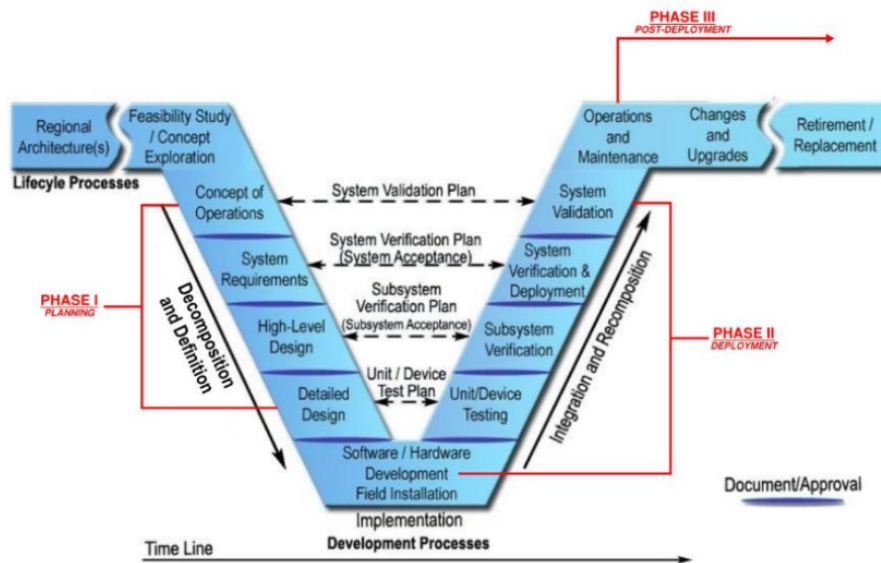 PHASE III
POST-DEPLOYMENT
Regional
Architecture(s)
Feasibility Study
/ Concept
Exploration
Operations
and
Maintenance
Changes
and
Upgrades
Retirement /
Replacement
Lifecyle Processes
Concept of
Operations
System Validation Plan
System
Validation
System
Requirements
System Verification Plan
(System Acceptance)
System
Verification &
Deployment
PHASE I
PLANNING
Decomposition
and Definition
High-Level
Design
Subsystem
Verification Plan
(Subsystem Acceptance)
Subsystem
Verification
Integration and Recomposition
PHASE II
DEPLOYMENT
Detailed
Design
Unit / Device
Test Plan
Unit/Device
Testing
Software / Hardware
Development
Field Installation
Document/Approval
Implementation
Time Line
Development Processes